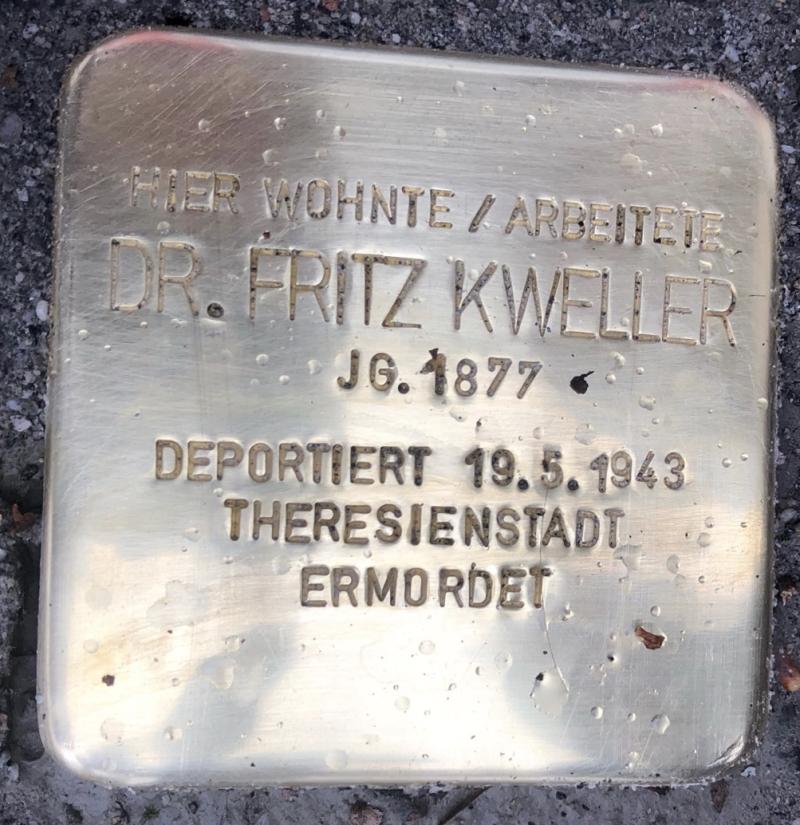 HIER WOHNTE / ARBEITETE
DR. FRITZ KWELLER
JG. 1877
DEPORTIERT 19.5.1943
THERESIENSTADT
ERMORDET